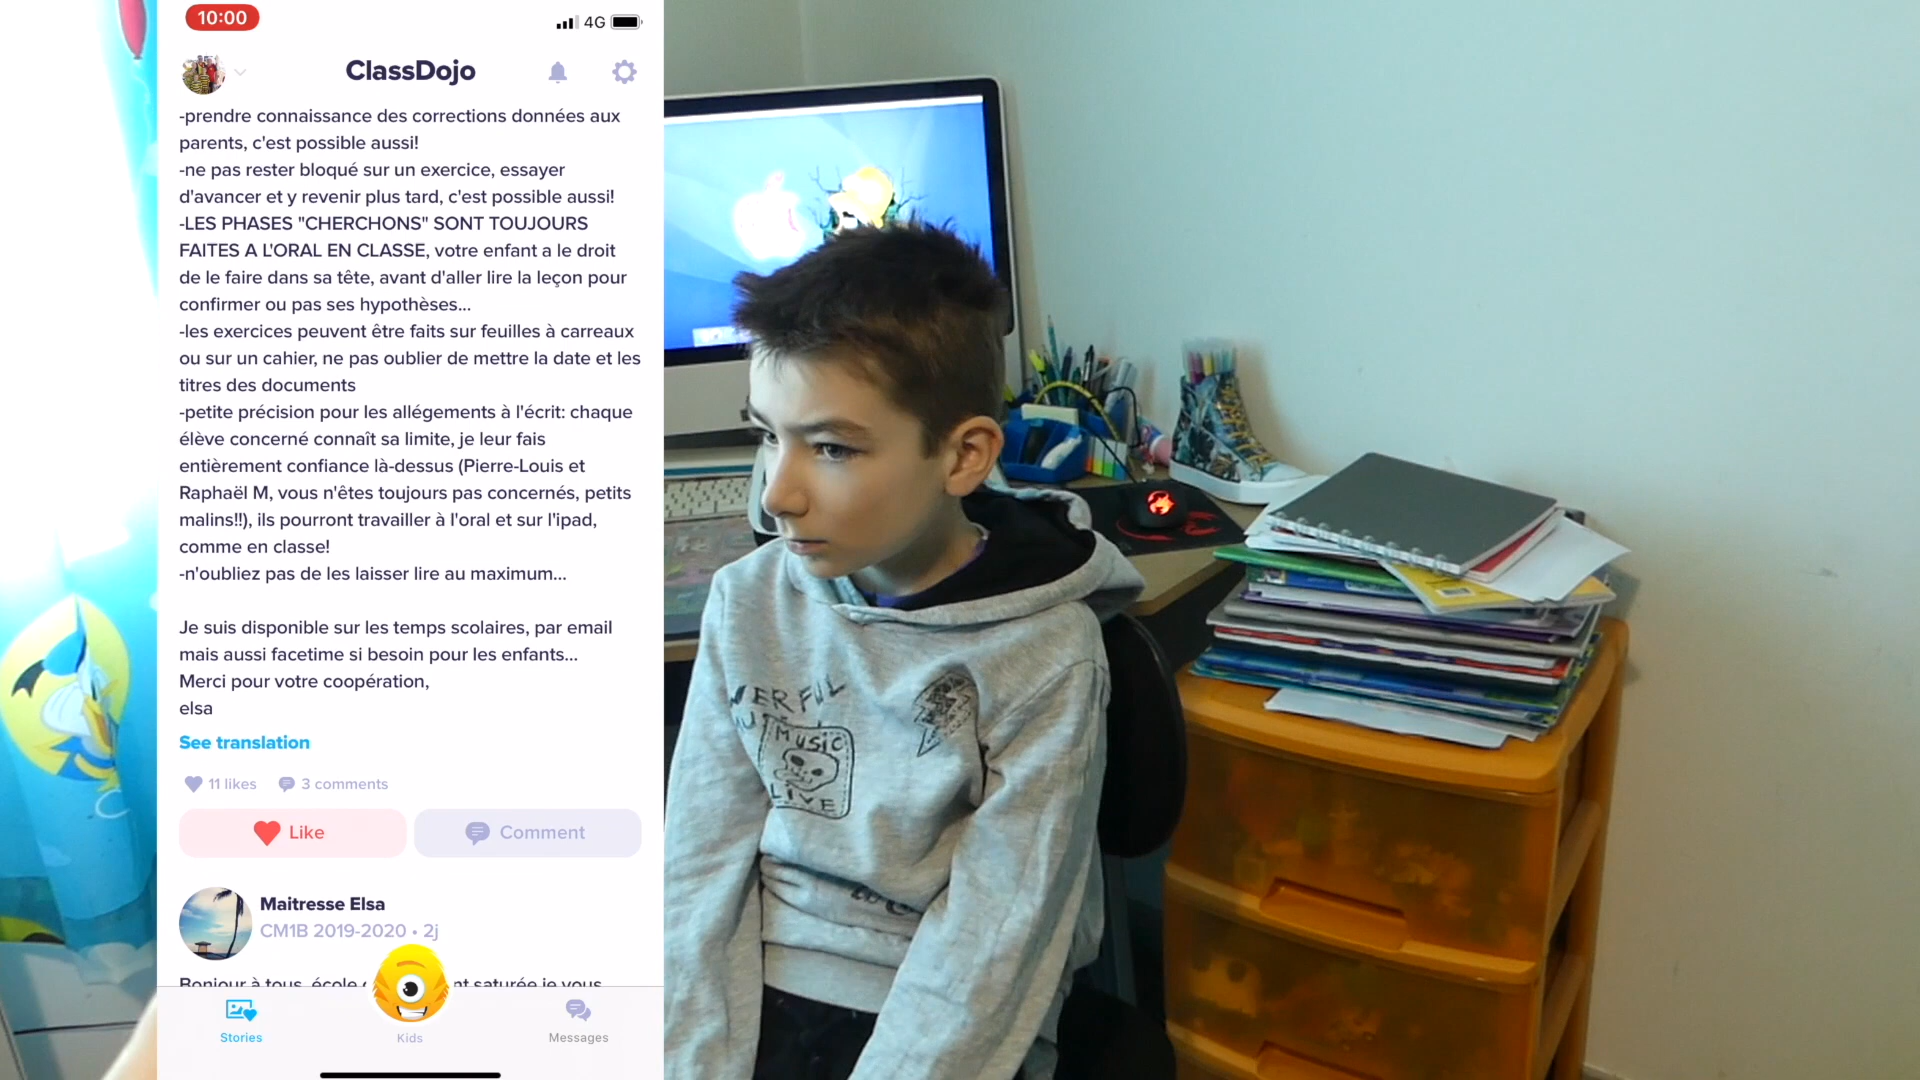 10:00
4G
ClassDojo
-prendre connaissance des corrections données aux
parents, c'est possible aussi!
-ne pas rester bloqué sur un exercice, essayer
d'avancer et y revenir plus tard, c'est possible aussi!
-LES PHASES "CHERCHONS" SONT TOUJOURS
FAITES A L'ORAL EN CLASSE, votre enfant a le droit
de le faire dans sa tête, avant d'aller lire la leçon pour
confirmer ou pas ses hypothèses...
-les exercices peuvent être faits sur feuilles à carreaux
ou sur un cahier, ne pas oublier de mettre la date et les
titres des documents
-petite précision pour les allégements à l'écrit: chaque
élève concerné connaît sa limite, je leur fais
entièrement confiance là-dessus (Pierre-Louis et
Raphaël M, vous n'êtes toujours pas concernés, petits
malins!!), ils pourront travailler à l'oral et sur l'ipad,
comme en classe!
-n'oubliez pas de les laisser lire au maximum...
Je suis disponible sur les temps scolaires, par email
mais aussi facetime si besoin pour les enfants...
Merci pour votre coopération,
elsa
See translation
11 likes 3 comments
Like Comment
Maitresse Elsa
CM1B 2019-2020 • 2j
Bonjour à tous, école saturée je vous
Stories Kids Messages
MUSIC
LIVE